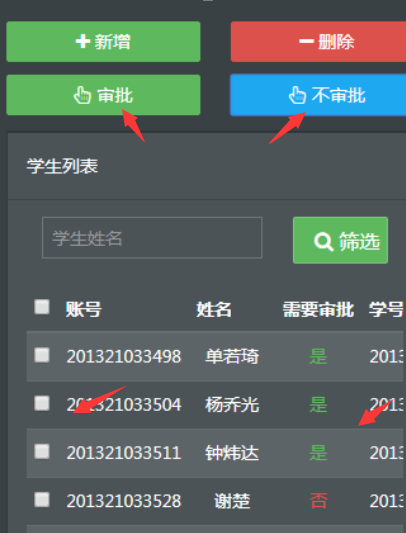 新增 删除
审批 不审批
学生列表
学生姓名 筛选
账号 姓名 需要审批 学号
201321033498 单若琦 是 2013
201321033504 杨乔光 是 2013
201321033511 钟炜达 是 2013
201321033528 谢楚 否 2013